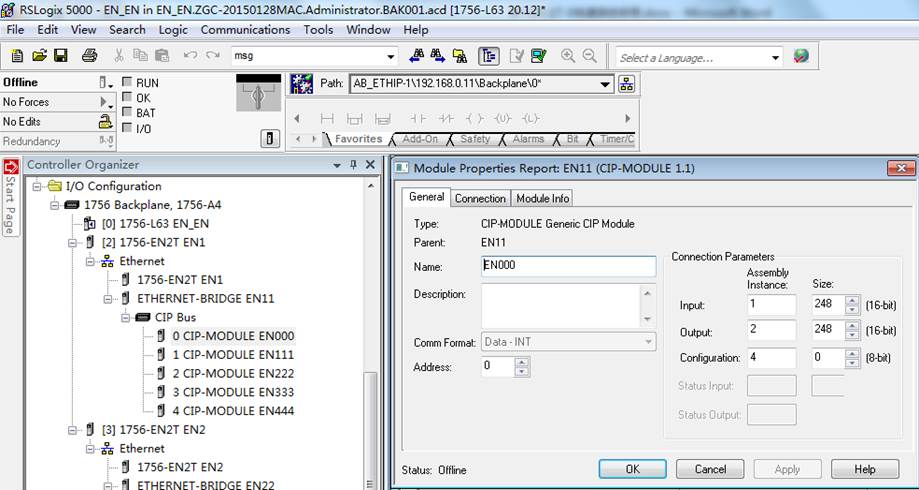 RSLogix 5000 - EN_EN in EN_EN.ZGC-20150128MAC.Administrator.BAK001.acd [1756-L63 20.12]*
File Edit View Search Logic Communications Tools Window Help
msg
Select a Language...
Offline
RUN
No Forces
OK
No Edits
BAT
Redundancy
I/O
Path: AB_ETHIP-1\192.168.0.11\Backplane\0*
Favorites Add-On Safety Alarms Bit Timer/C
Start Page
Controller Organizer
I/O Configuration
1756 Backplane, 1756-A4
[0] 1756-L63 EN_EN
[2] 1756-EN2T EN1
Ethernet
1756-EN2T EN1
ETHERNET-BRIDGE EN11
CIP Bus
0 CIP-MODULE EN000
1 CIP-MODULE EN111
2 CIP-MODULE EN222
3 CIP-MODULE EN333
4 CIP-MODULE EN444
[3] 1756-EN2T EN2
Ethernet
1756-EN2T EN2
ETHERNET-BRIDGE EN22
Module Properties Report: EN11 (CIP-MODULE 1.1)
General Connection Module Info
Type: CIP-MODULE Generic CIP Module
Parent: EN11
Name: EN000
Description:
Comm Format: Data - INT
Address: 0
Connection Parameters
Assembly
Instance: Size:
Input: 1 248 (16-bit)
Output: 2 248 (16-bit)
Configuration: 4 0 (8-bit)
Status Input:
Status Output:
Status: Offline
OK Cancel Apply Help